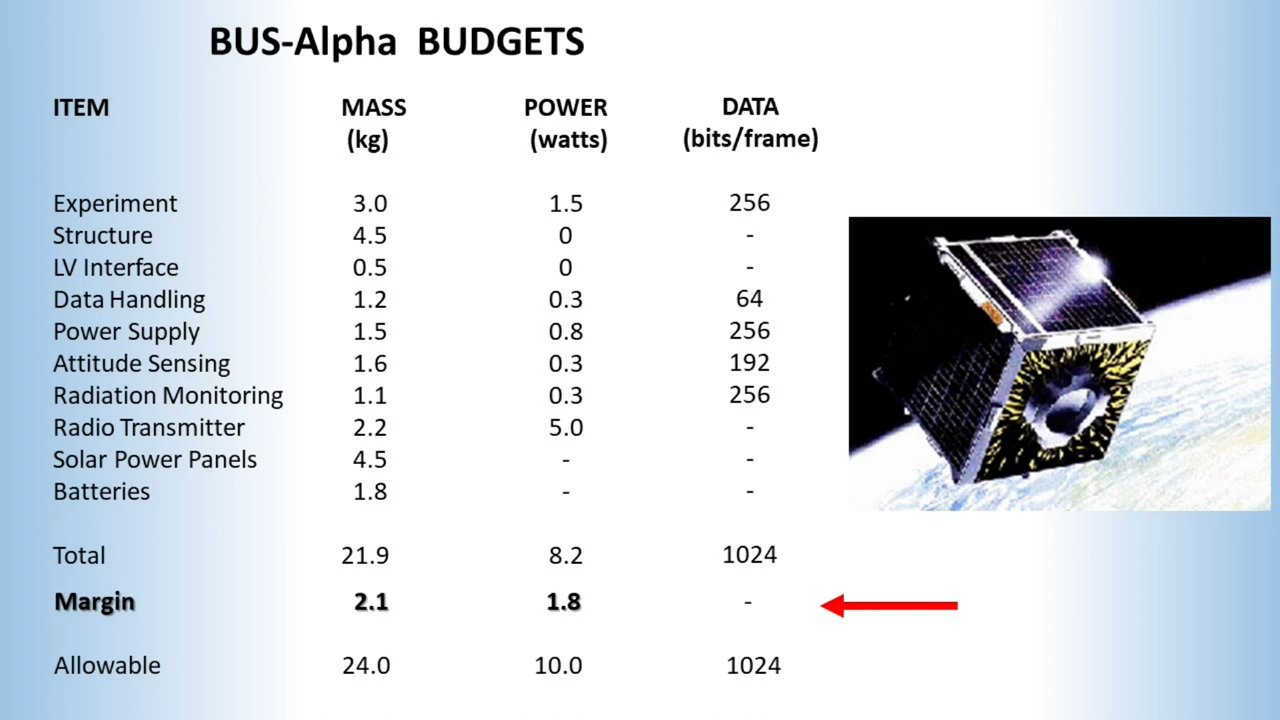 BUS-Alpha BUDGETS
ITEM MASS POWER DATA
(kg) (watts) (bits/frame)
Experiment 3.0 1.5 256
Structure 4.5 0 -
LV Interface 0.5 0 -
Data Handling 1.2 0.3 64
Power Supply 1.5 0.8 256
Attitude Sensing 1.6 0.3 192
Radiation Monitoring 1.1 0.3 256
Radio Transmitter 2.2 5.0 -
Solar Power Panels 4.5 - -
Batteries 1.8 - -
Total 21.9 8.2 1024
Margin 2.1 1.8 -
Allowable 24.0 10.0 1024